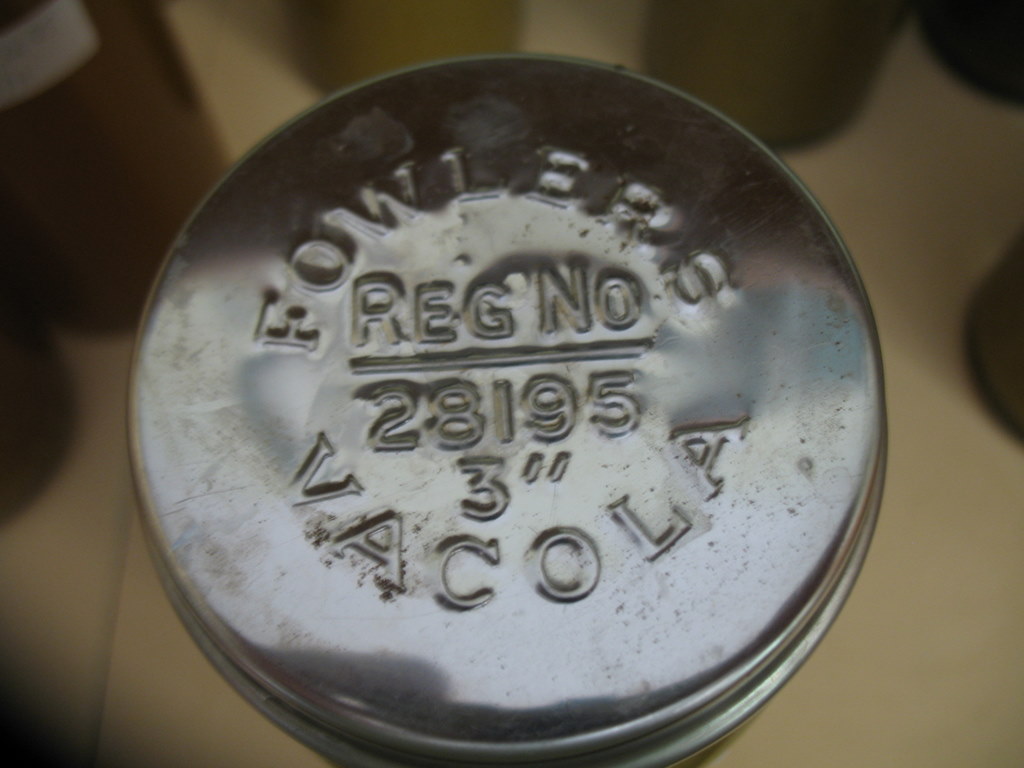 FOWLERS
REG'NO
28195
3"
VACOLA